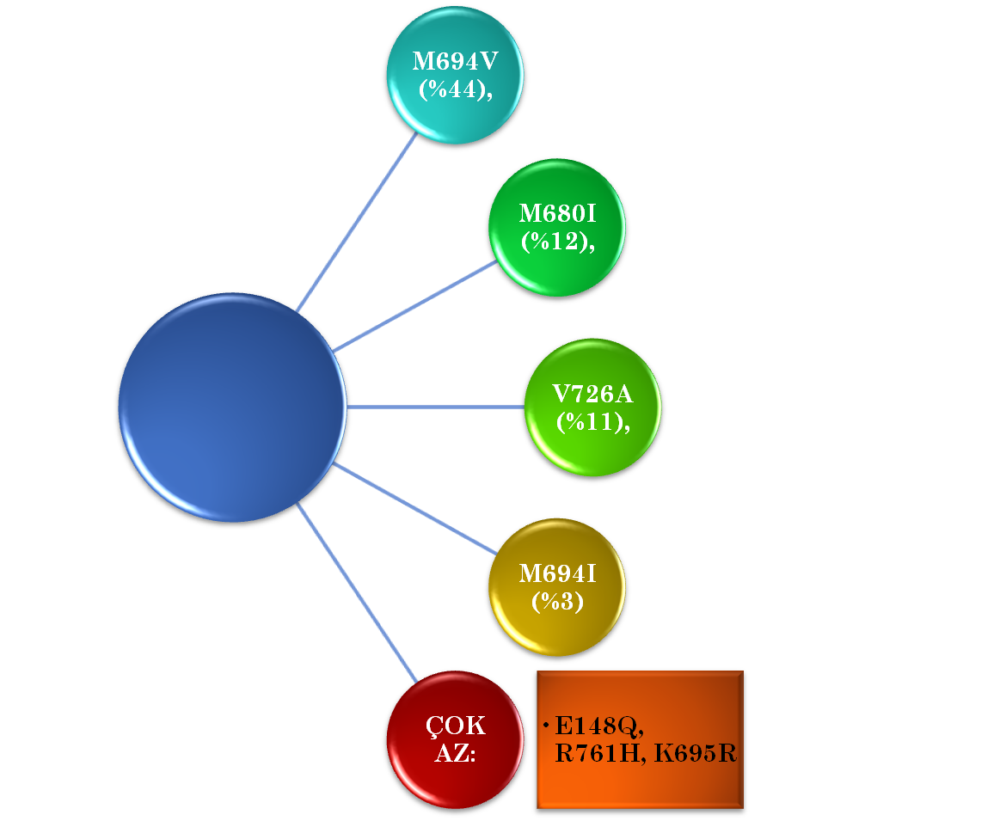 M694V
(%44),
M680I
(%12),
V726A
(%11),
M694I
(%3)
ÇOK
AZ:
• E148Q,
R761H, K695R